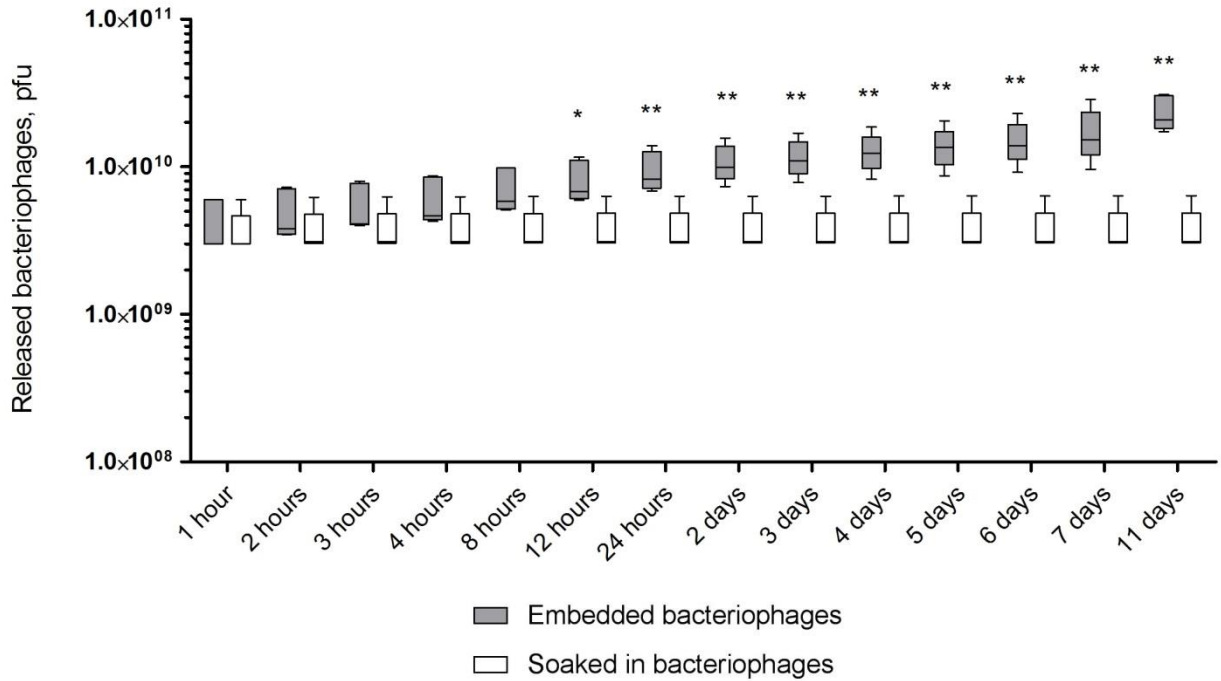 Released bacteriophages, pfu
1.0×10¹¹
1.0×10¹⁰
1.0×10⁰⁹
1.0×10⁰⁸
* ** ** ** ** ** ** ** **
1 hour
2 hours
3 hours
4 hours
8 hours
12 hours
24 hours
2 days
3 days
4 days
5 days
6 days
7 days
11 days
Embedded bacteriophages
Soaked in bacteriophages